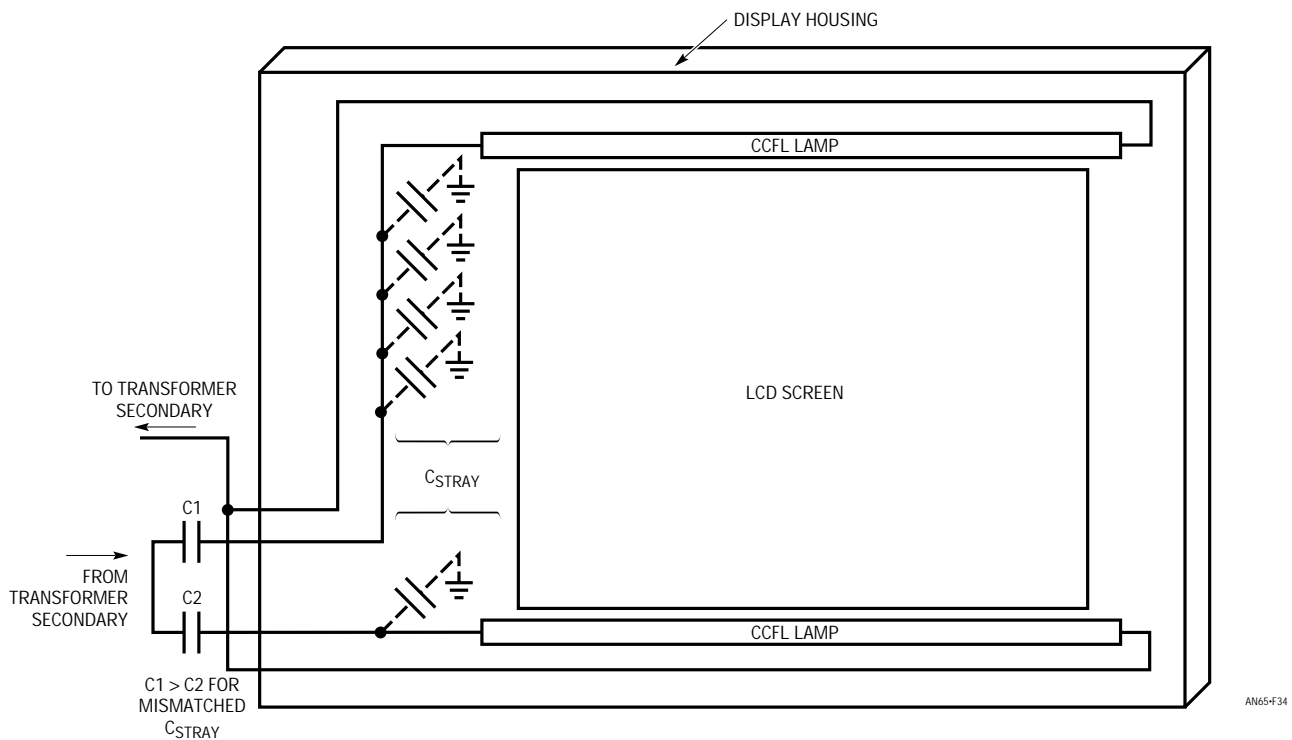 DISPLAY HOUSING
CCFL LAMP
LCD SCREEN
TO TRANSFORMER
SECONDARY
CSTRAY
C1
FROM
TRANSFORMER
SECONDARY
C2
CCFL LAMP
C1 > C2 FOR
MISMATCHED
CSTRAY
AN65•F34